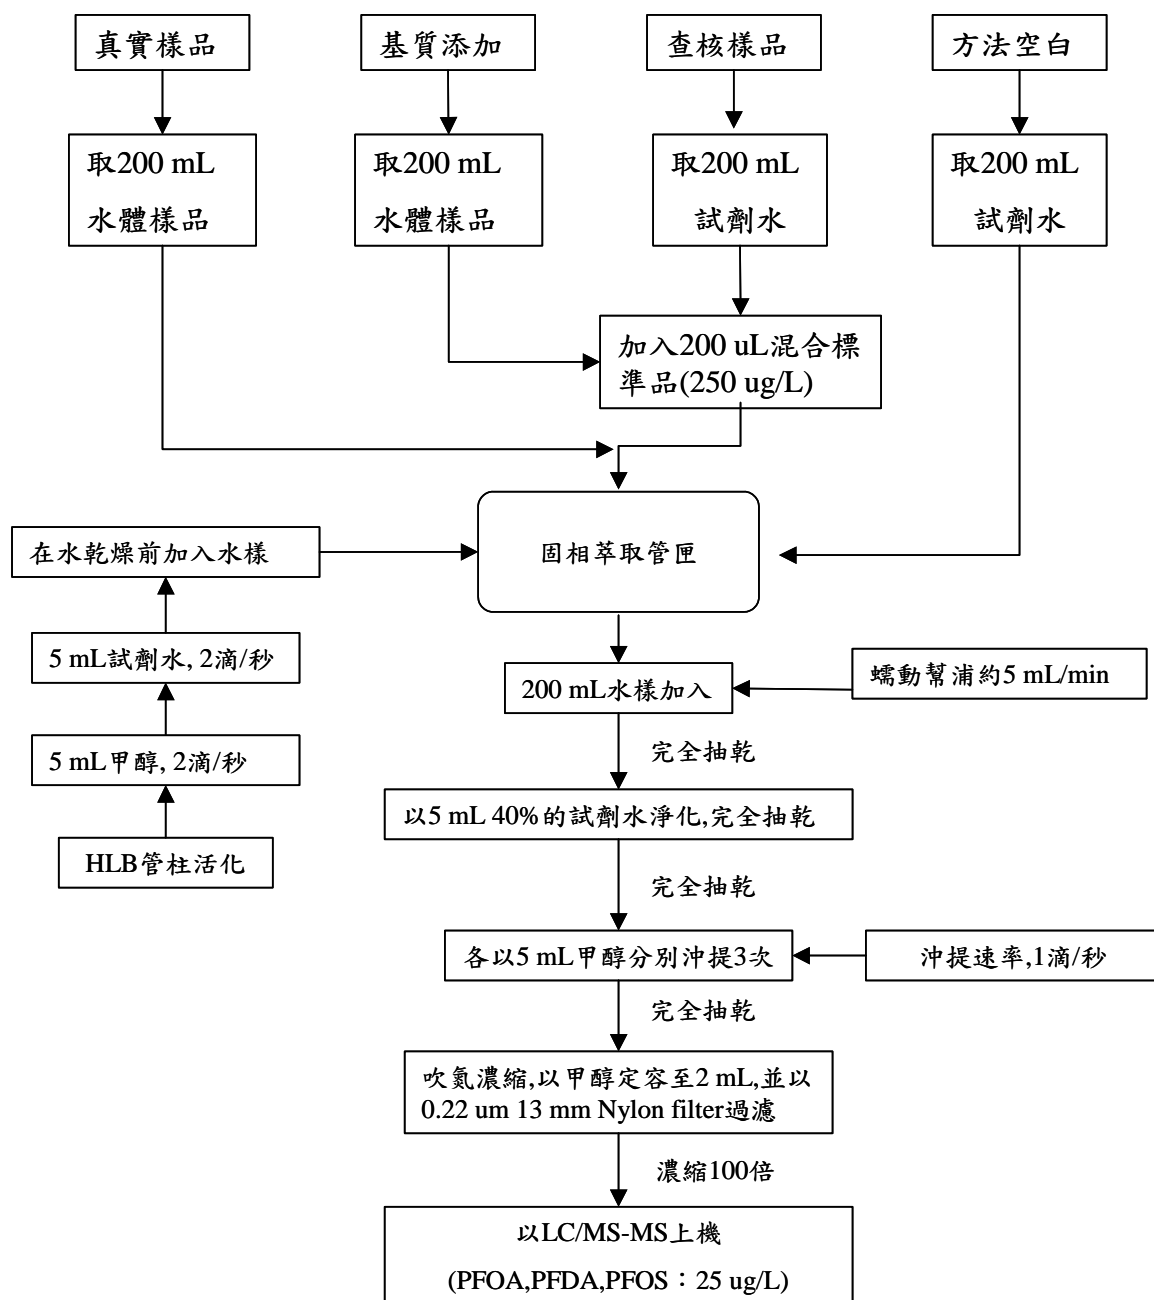 真實樣品
基質添加
查核樣品
方法空白
取200 mL
水體樣品
取200 mL
水體樣品
取200 mL
試劑水
取200 mL
試劑水
加入200 uL混合標
準品(250 ug/L)
在水乾燥前加入水樣
固相萃取管匣
5 mL試劑水, 2滴/秒
200 mL水樣加入
蠕動幫浦約5 mL/min
5 mL甲醇, 2滴/秒
完全抽乾
以5 mL 40%的試劑水淨化,完全抽乾
HLB管柱活化
完全抽乾
各以5 mL甲醇分別沖提3次
沖提速率,1滴/秒
完全抽乾
吹氮濃縮,以甲醇定容至2 mL,並以
0.22 um 13 mm Nylon filter過濾
濃縮100倍
以LC/MS-MS上機
(PFOA,PFDA,PFOS：25 ug/L)